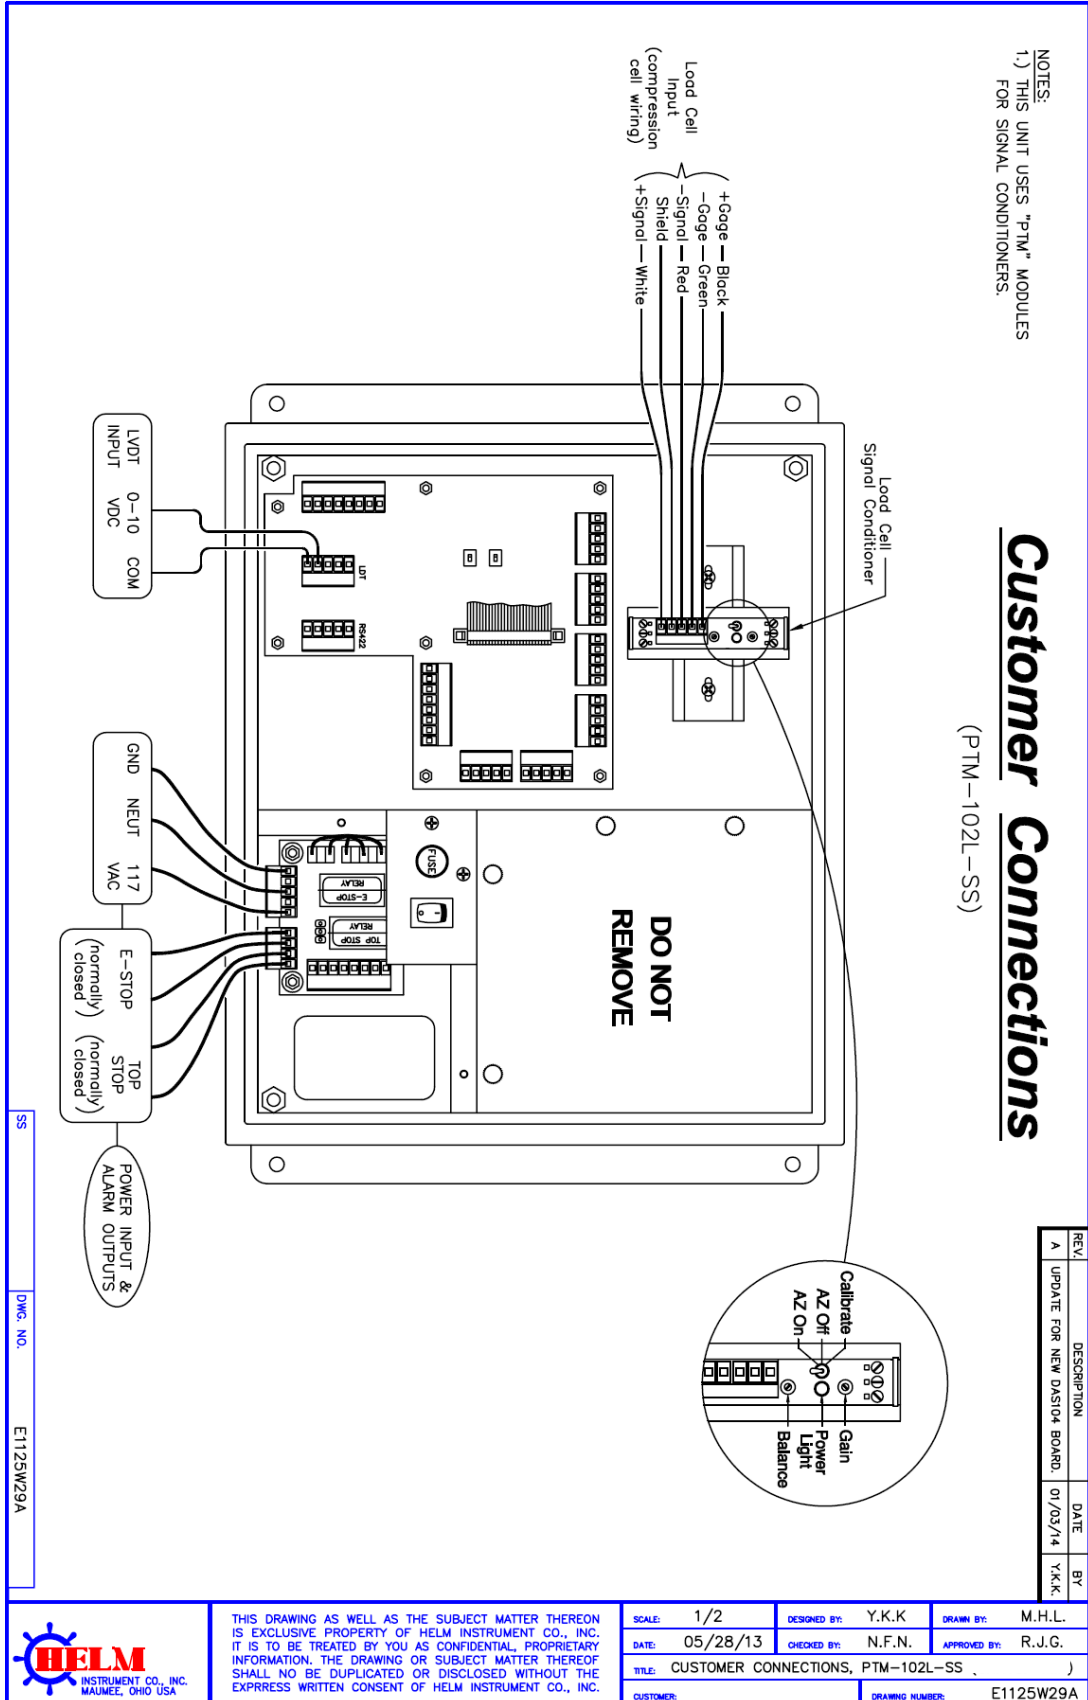 NOTES:
1.) THIS UNIT USES "PTM" MODULES
FOR SIGNAL CONDITIONERS.
Customer Connections
(PTM-102L-SS)
REV.
DESCRIPTION
DATE
BY
A
UPDATE FOR NEW DAS104 BOARD.
01/03/14
Y.K.K.
Load Cell
Input
(compression
cell wiring)
+Gage
Black
-Gage
Green
-Signal
Red
Shield
+Signal
White
Load Cell
Signal Conditioner
Calibrate
AZ Off
AZ On
Gain
Power
Light
Balance
LDT
RS422
DO NOT
REMOVE
FUSE
E-STOP
RELAY
TOP STOP
RELAY
LVDT
INPUT
0-10
VDC
COM
GND
NEUT
117
VAC
E-STOP
(normally
closed)
TOP
STOP
(normally
closed)
POWER INPUT &
ALARM OUTPUTS
SS
DWG. NO.
E1125W29A
HELM
INSTRUMENT CO., INC.
MAUMEE, OHIO USA
THIS DRAWING AS WELL AS THE SUBJECT MATTER THEREON
IS EXCLUSIVE PROPERTY OF HELM INSTRUMENT CO., INC.
IT IS TO BE TREATED BY YOU AS CONFIDENTIAL, PROPRIETARY
INFORMATION. THE DRAWING OR SUBJECT MATTER THEREOF
SHALL NO BE DUPLICATED OR DISCLOSED WITHOUT THE
EXPRRESS WRITTEN CONSENT OF HELM INSTRUMENT CO., INC.
SCALE: 1/2
DESIGNED BY: Y.K.K
DRAWN BY: M.H.L.
DATE: 05/28/13
CHECKED BY: N.F.N.
APPROVED BY: R.J.G.
TITLE: CUSTOMER CONNECTIONS, PTM-102L-SS , )
CUSTOMER:
DRAWING NUMBER: E1125W29A